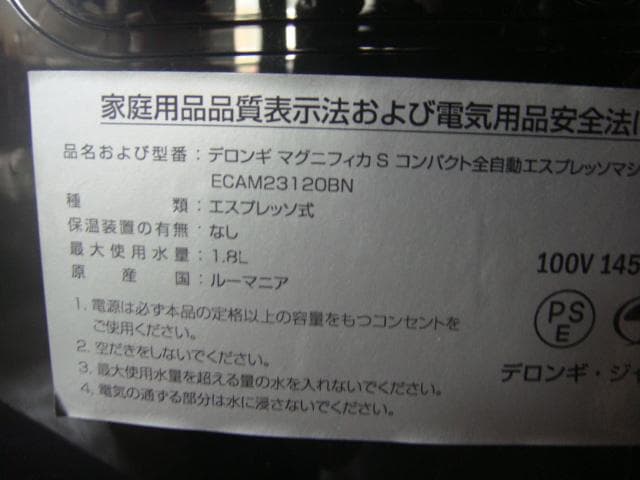 家庭用品品質表示法および電気用品安全法に
品名および型番：デロンギ マグニフィカ S コンパクト全自動エスプレッソマシ
ECAM23120BN
種類：エスプレッソ式
保温装置の有無：なし
最大使用水量：1.8L
原産国：ルーマニア
100V 145
1. 電源は必ず本品の定格以上の容量をもつコンセントを
ご使用ください。
2. 空だきをしないでください。
3. 最大使用水量を超える量の水を入れないでください。
4. 電気の通ずる部分は水に浸さないでください。
PS
E
デロンギ・ジャ